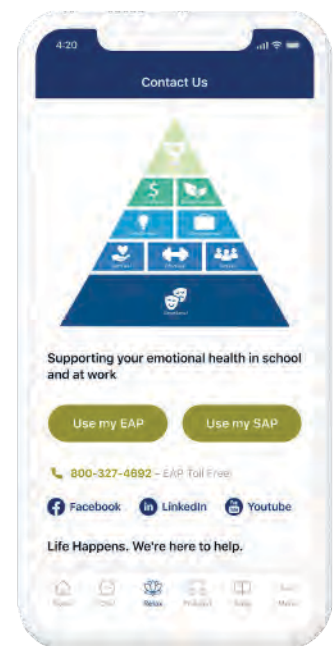 4:20
Contact Us
Emotional
Supporting your emotional health in school
and at work
Use my EAP
Use my SAP
800-327-4692 - EAP Toll Free
Facebook
LinkedIn
Youtube
Life Happens. We're here to help.
Relax